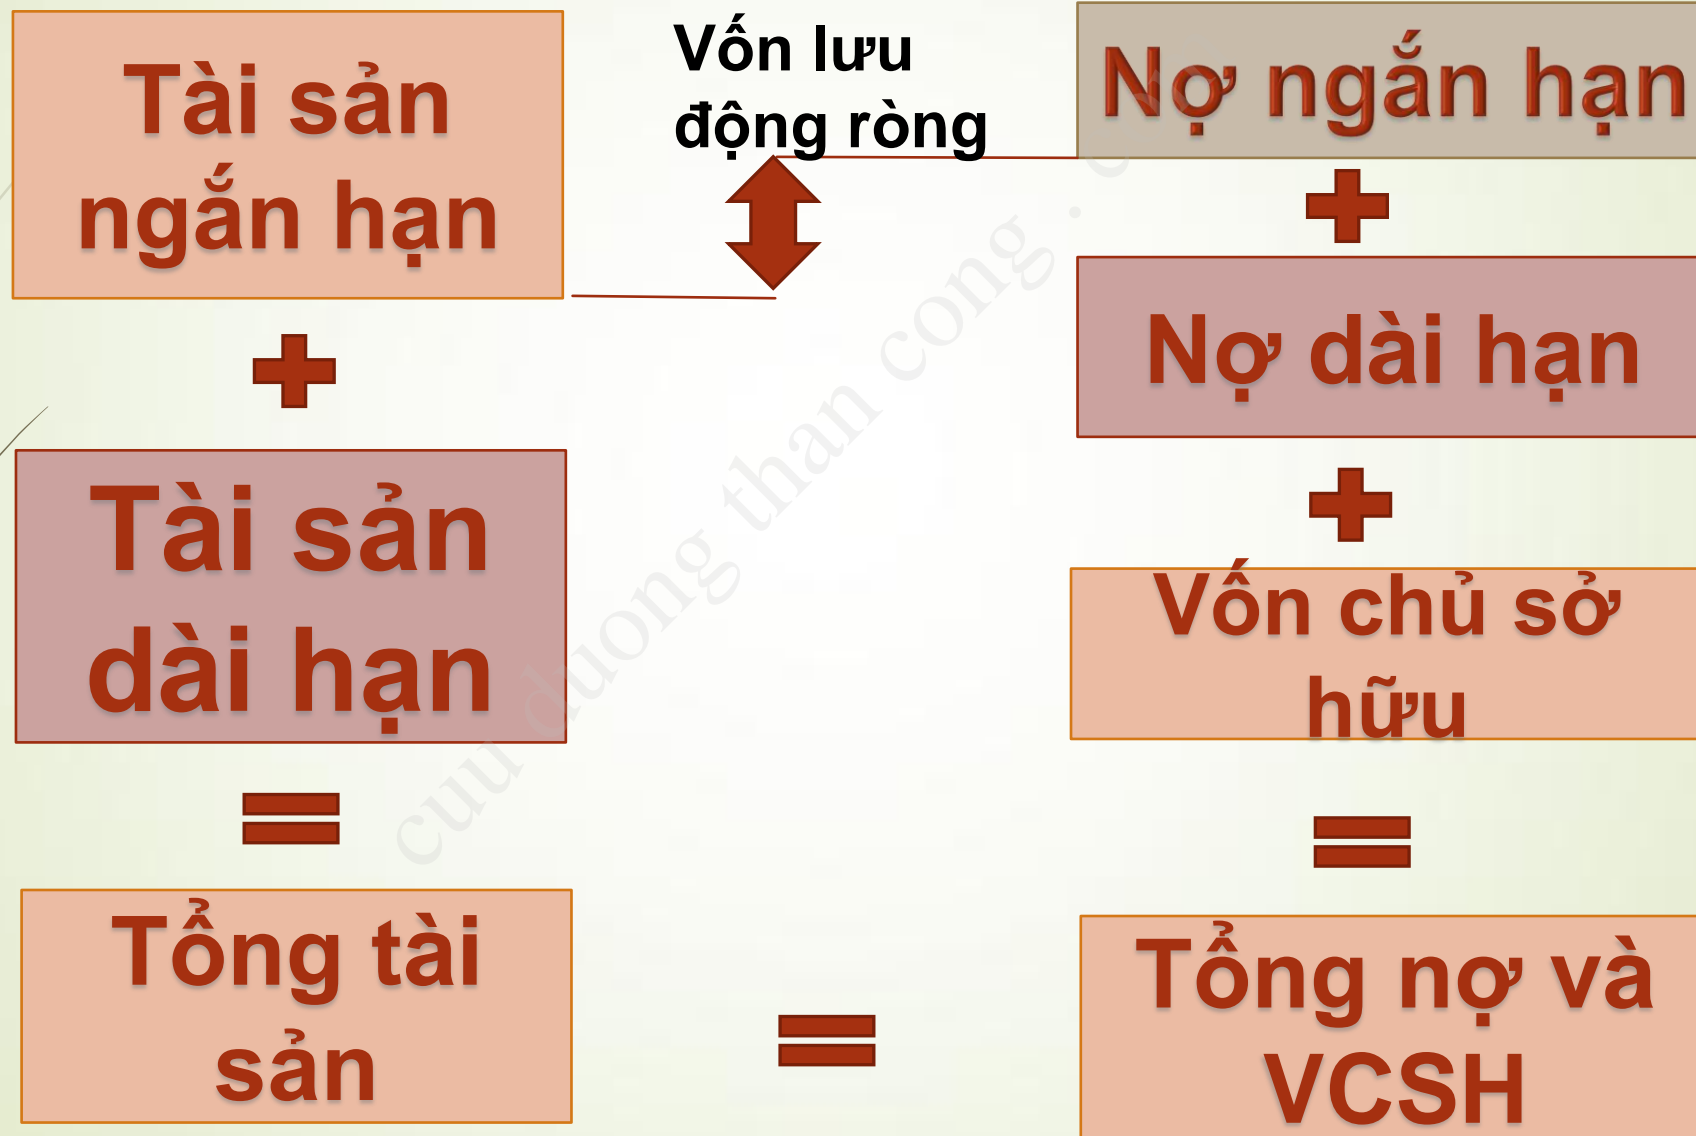 Tài sản
ngắn hạn
Vốn lưu
động ròng
Nợ ngắn hạn
Nợ dài hạn
Tài sản
dài hạn
Vốn chủ sở
hữu
Tổng tài
sản
Tổng nợ và
VCSH
cuu duong than cong . c